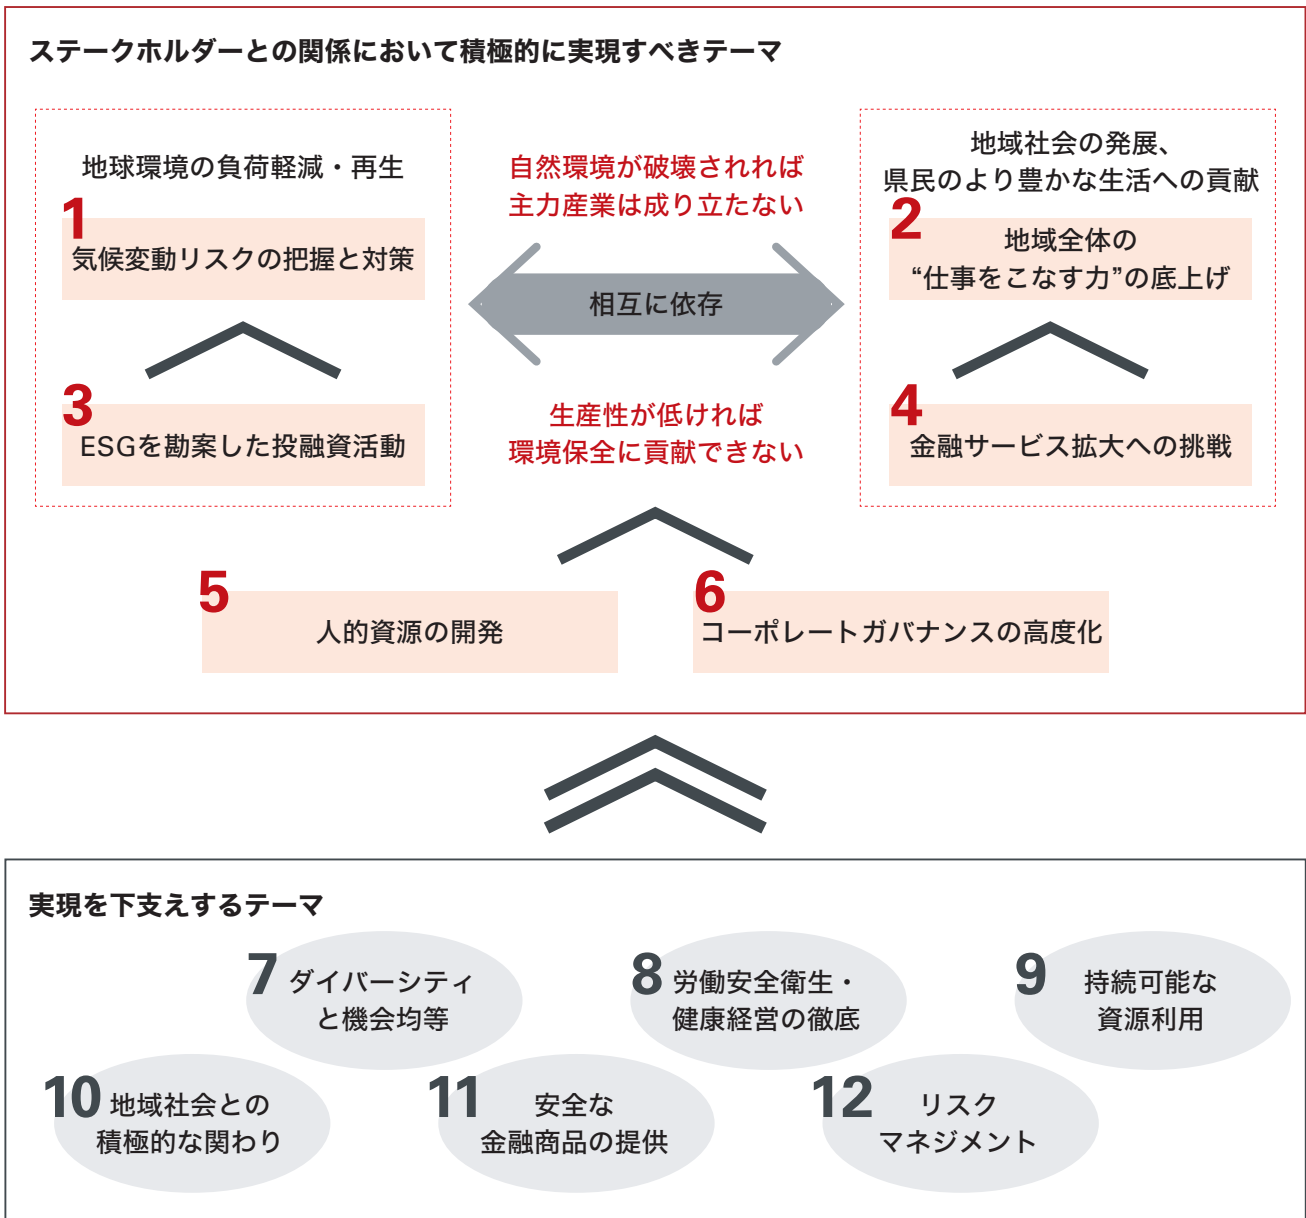 ステークホルダーとの関係において積極的に実現すべきテーマ
地球環境の負荷軽減・再生
1
気候変動リスクの把握と対策
3
ESGを勘案した投融資活動
自然環境が破壊されれば
主力産業は成り立たない
相互に依存
生産性が低ければ
環境保全に貢献できない
地域社会の発展、
県民のより豊かな生活への貢献
2
地域全体の
“仕事をこなす力”の底上げ
4
金融サービス拡大への挑戦
5
人的資源の開発
6
コーポレートガバナンスの高度化
実現を下支えするテーマ
7
ダイバーシティ
と機会均等
8
労働安全衛生・
健康経営の徹底
9
持続可能な
資源利用
10
地域社会との
積極的な関わり
11
安全な
金融商品の提供
12
リスク
マネジメント